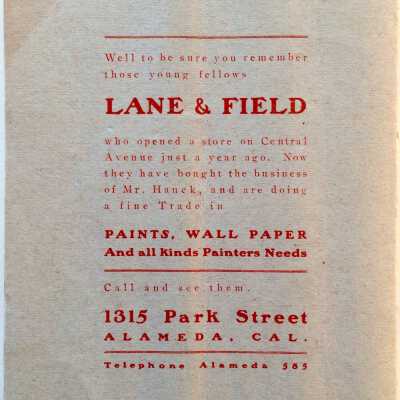 Well to be sure you remember
those young fellows
LANE & FIELD
who opened a store on Central
Avenue just a year ago. Now
they have bought the business
of Mr. Hauck, and are doing
a fine Trade in
PAINTS, WALL PAPER
And all kinds Painters Needs
Call and see them.
1315 Park Street
ALAMEDA, CAL.
Telephone Alameda 585